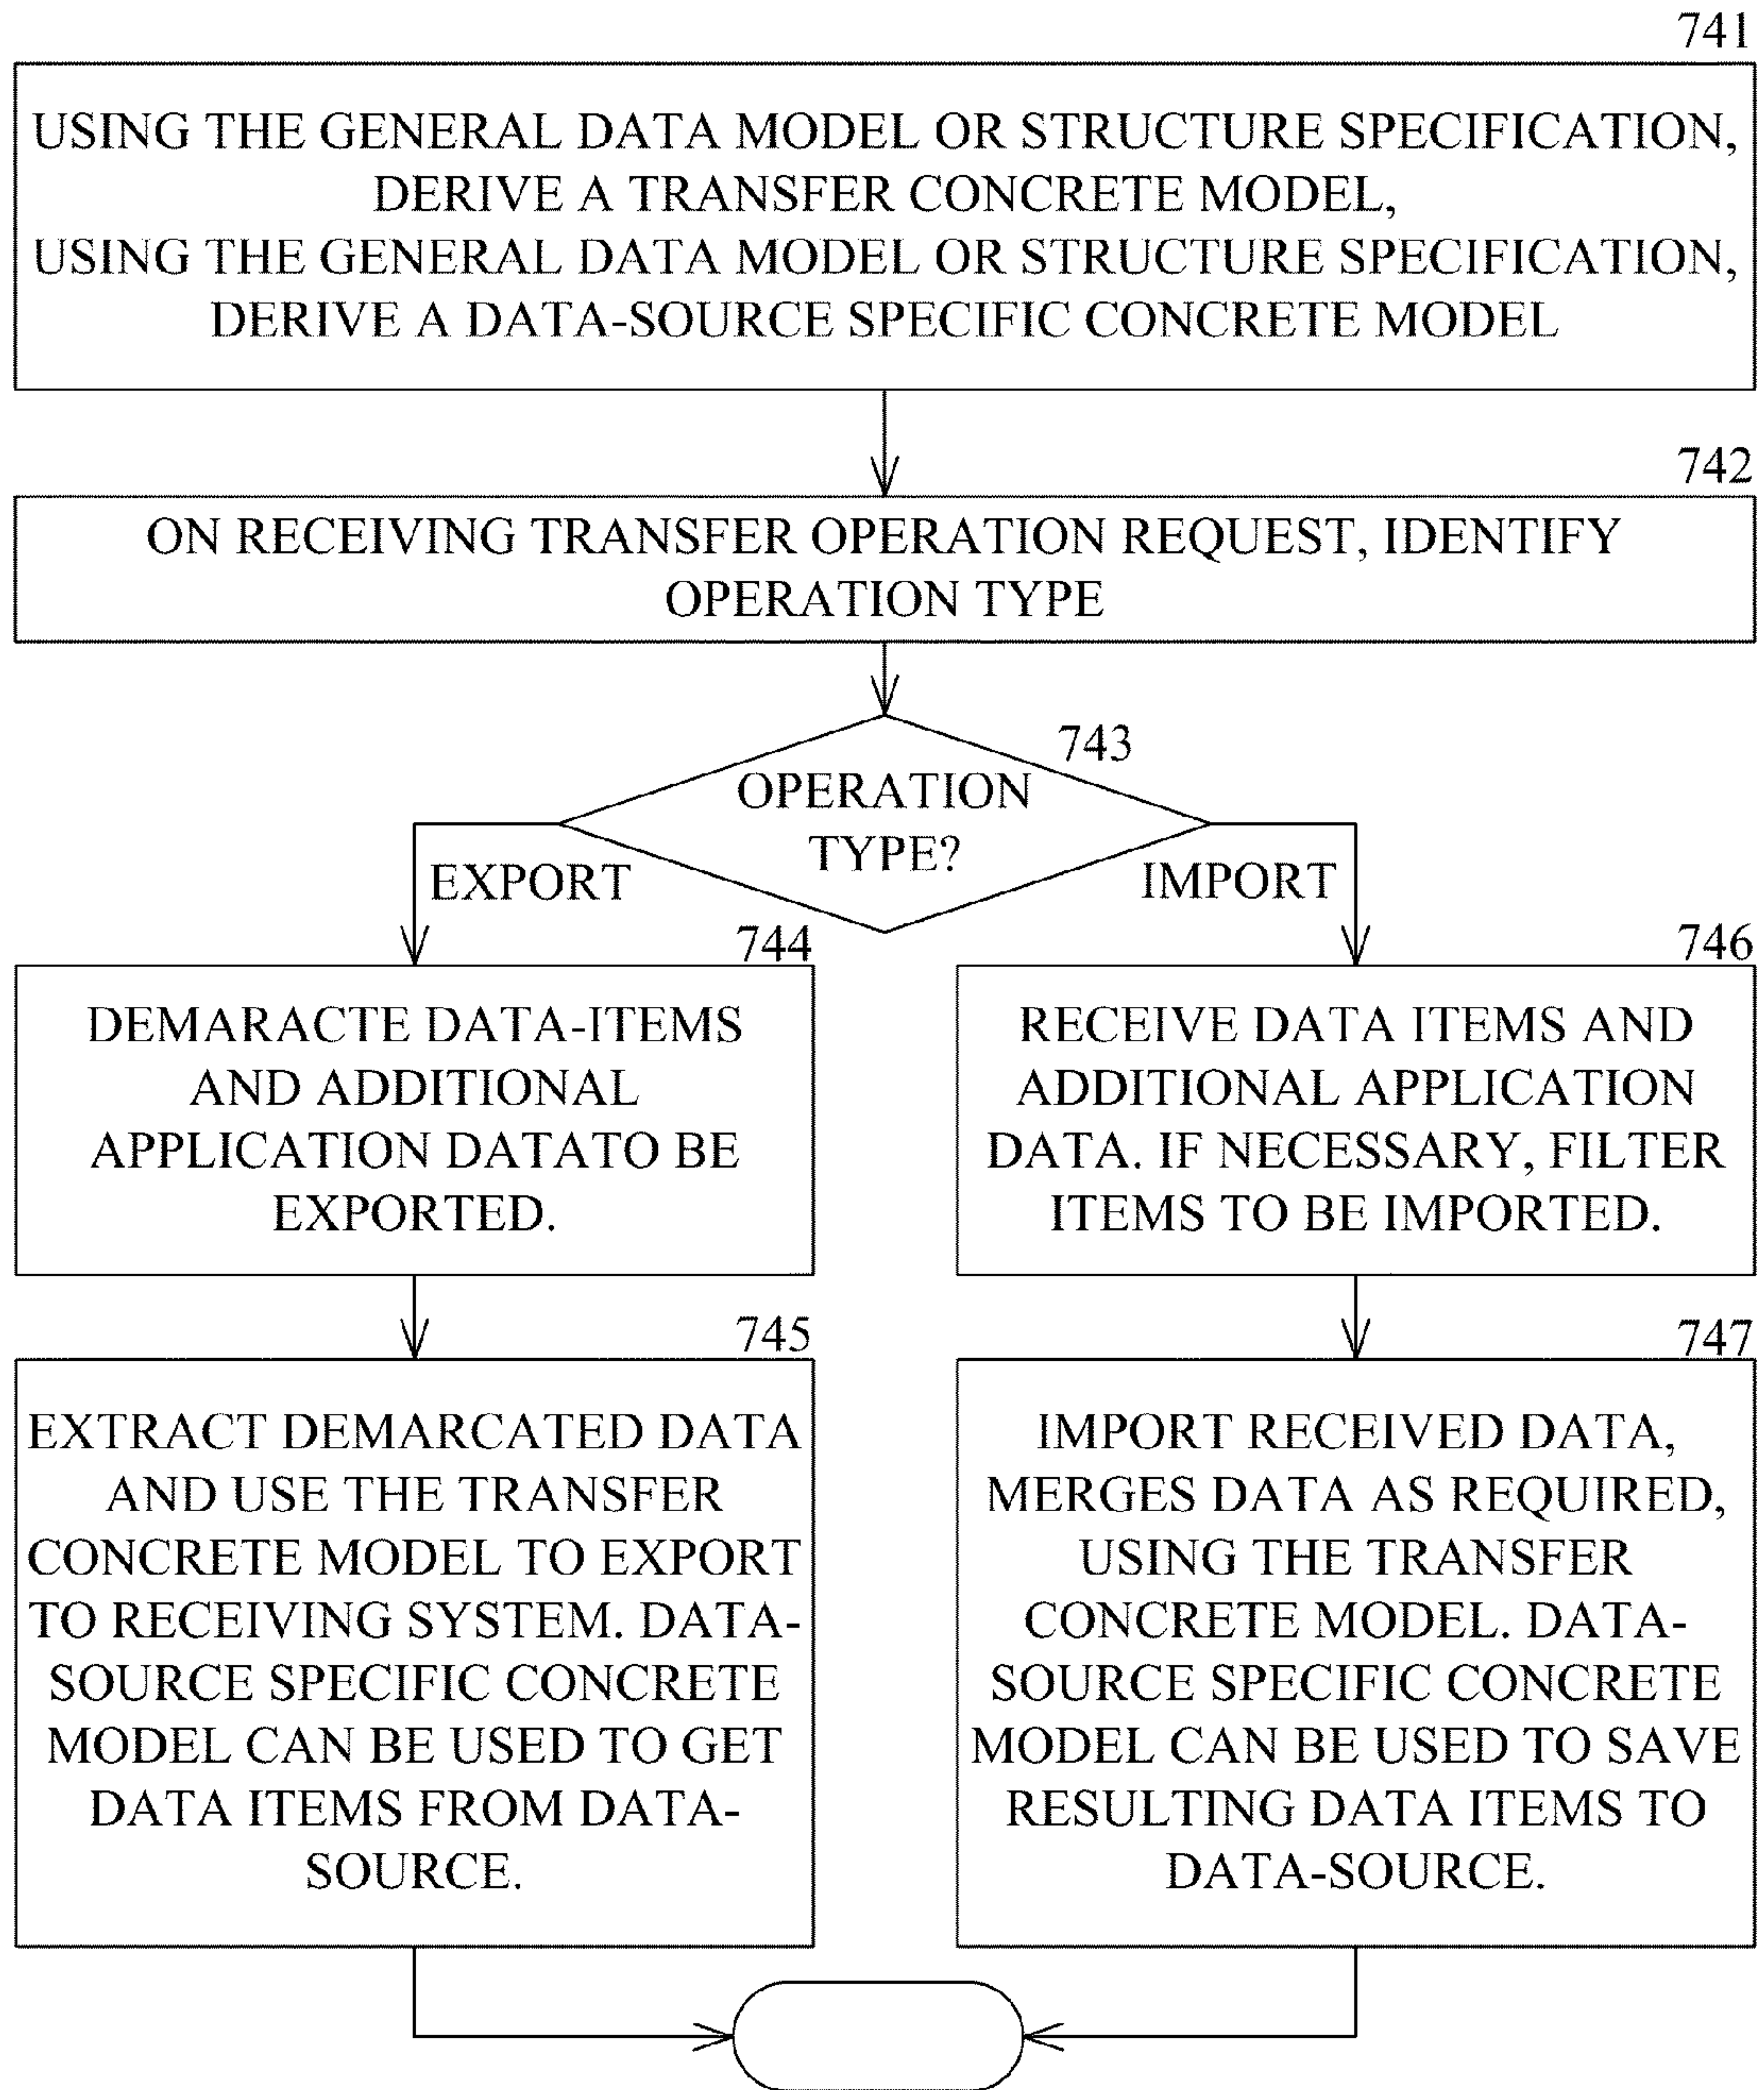 741
USING THE GENERAL DATA MODEL OR STRUCTURE SPECIFICATION,
DERIVE A TRANSFER CONCRETE MODEL,
USING THE GENERAL DATA MODEL OR STRUCTURE SPECIFICATION,
DERIVE A DATA-SOURCE SPECIFIC CONCRETE MODEL
742
ON RECEIVING TRANSFER OPERATION REQUEST, IDENTIFY
OPERATION TYPE
743
OPERATION
TYPE?
EXPORT
IMPORT
744
DEMARACTE DATA-ITEMS
AND ADDITIONAL
APPLICATION DATATO BE
EXPORTED.
746
RECEIVE DATA ITEMS AND
ADDITIONAL APPLICATION
DATA. IF NECESSARY, FILTER
ITEMS TO BE IMPORTED.
745
EXTRACT DEMARCATED DATA
AND USE THE TRANSFER
CONCRETE MODEL TO EXPORT
TO RECEIVING SYSTEM. DATA-
SOURCE SPECIFIC CONCRETE
MODEL CAN BE USED TO GET
DATA ITEMS FROM DATA-
SOURCE.
747
IMPORT RECEIVED DATA,
MERGES DATA AS REQUIRED,
USING THE TRANSFER
CONCRETE MODEL. DATA-
SOURCE SPECIFIC CONCRETE
MODEL CAN BE USED TO SAVE
RESULTING DATA ITEMS TO
DATA-SOURCE.